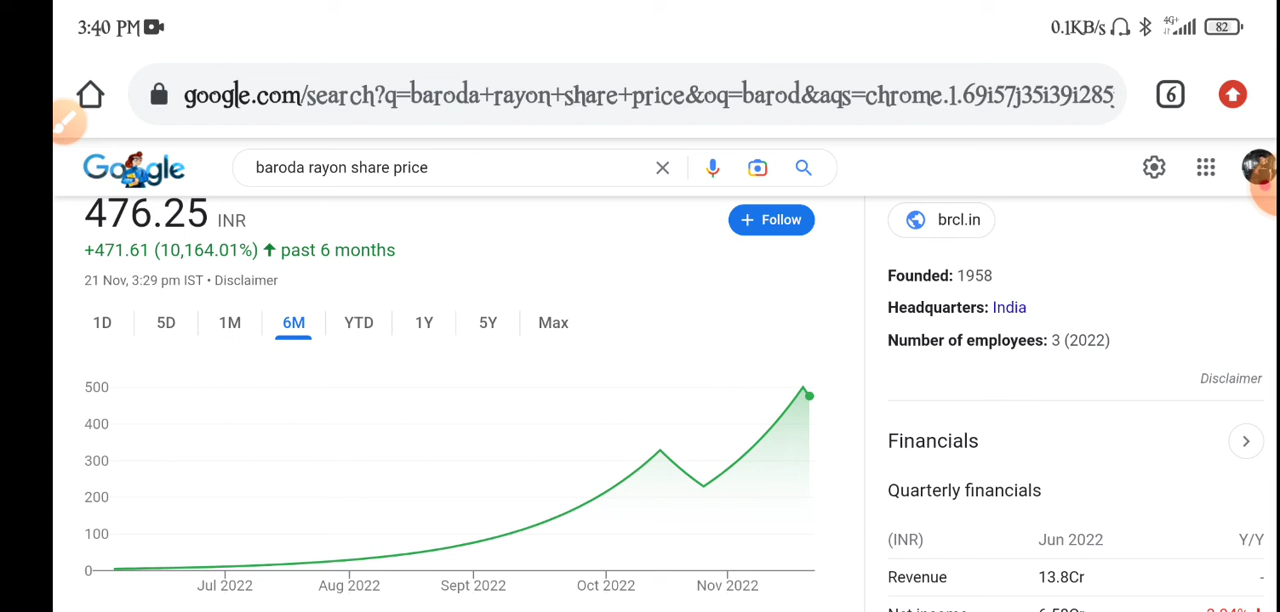 3:40 PM
0.1KB/s 4G+ 82
google.com/search?q=baroda+rayon+share+price&oq=barod&aqs=chrome.1.69i57j35i39i285
6
Google
baroda rayon share price
476.25 INR
+ Follow
+471.61 (10,164.01%) ↑ past 6 months
21 Nov, 3:29 pm IST • Disclaimer
1D 5D 1M 6M YTD 1Y 5Y Max
500
400
300
200
100
0
Jul 2022 Aug 2022 Sept 2022 Oct 2022 Nov 2022
brcl.in
Founded: 1958
Headquarters: India
Number of employees: 3 (2022)
Disclaimer
Financials
Quarterly financials
(INR) Jun 2022 Y/Y
Revenue 13.8Cr -
Net income